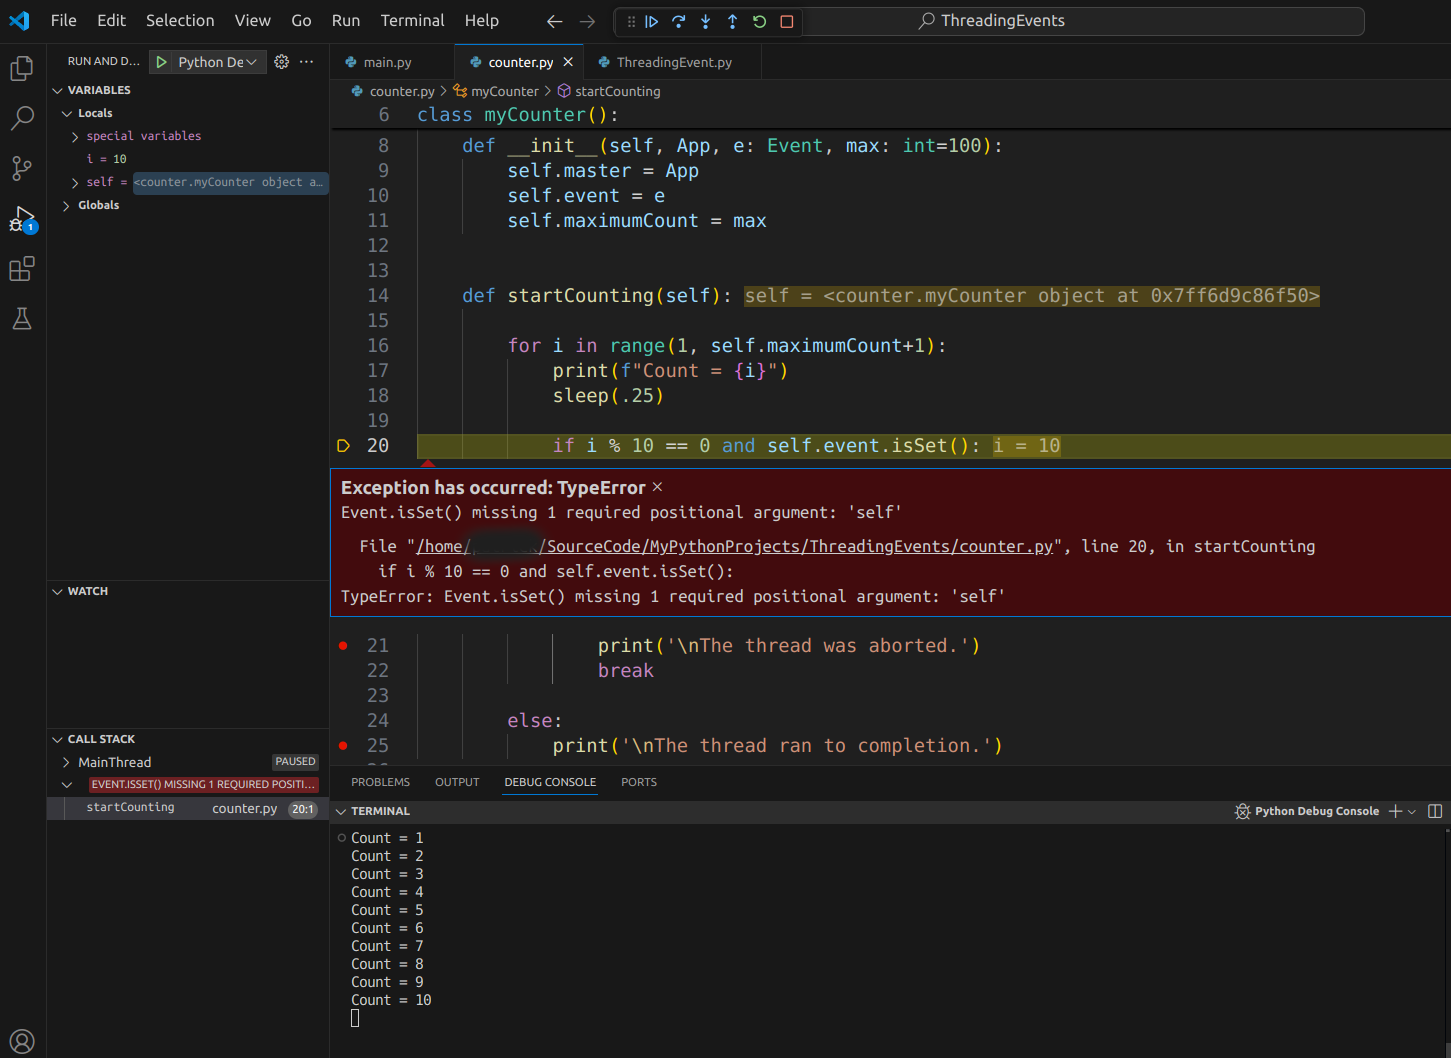 File Edit Selection View Go Run Terminal Help
ThreadingEvents
RUN AND D... Python De
main.py counter.py ThreadingEvent.py
counter.py > myCounter > startCounting
VARIABLES
Locals
special variables
i = 10
self = <counter.myCounter object a...
Globals
WATCH
CALL STACK
MainThread PAUSED
EVENT.ISSET() MISSING 1 REQUIRED POSITI...
startCounting counter.py 20:1
1
6 class myCounter():
8 def __init__(self, App, e: Event, max: int=100):
9 self.master = App
10 self.event = e
11 self.maximumCount = max
12
13
14 def startCounting(self): self = <counter.myCounter object at 0x7ff6d9c86f50>
15
16 for i in range(1, self.maximumCount+1):
17 print(f"Count = {i}")
18 sleep(.25)
19
20 if i % 10 == 0 and self.event.isSet(): i = 10
Exception has occurred: TypeError
Event.isSet() missing 1 required positional argument: 'self'
File "/home/ /SourceCode/MyPythonProjects/ThreadingEvents/counter.py", line 20, in startCounting
if i % 10 == 0 and self.event.isSet():
TypeError: Event.isSet() missing 1 required positional argument: 'self'
21 print('\nThe thread was aborted.')
22 break
23
24 else:
25 print('\nThe thread ran to completion.')
PROBLEMS OUTPUT DEBUG CONSOLE PORTS
TERMINAL Python Debug Console
Count = 1
Count = 2
Count = 3
Count = 4
Count = 5
Count = 6
Count = 7
Count = 8
Count = 9
Count = 10